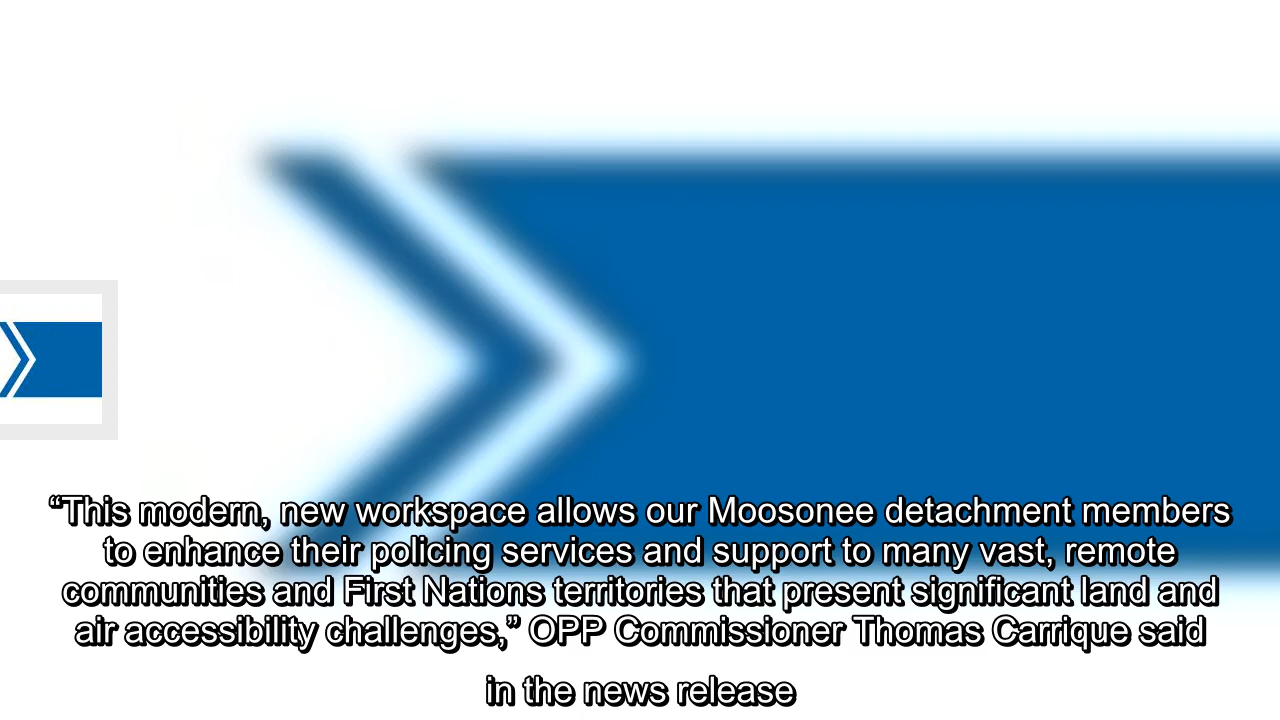 “This modern, new workspace allows our Moosonee detachment members
to enhance their policing services and support to many vast, remote
communities and First Nations territories that present significant land and
air accessibility challenges,” OPP Commissioner Thomas Carrique said
in the news release